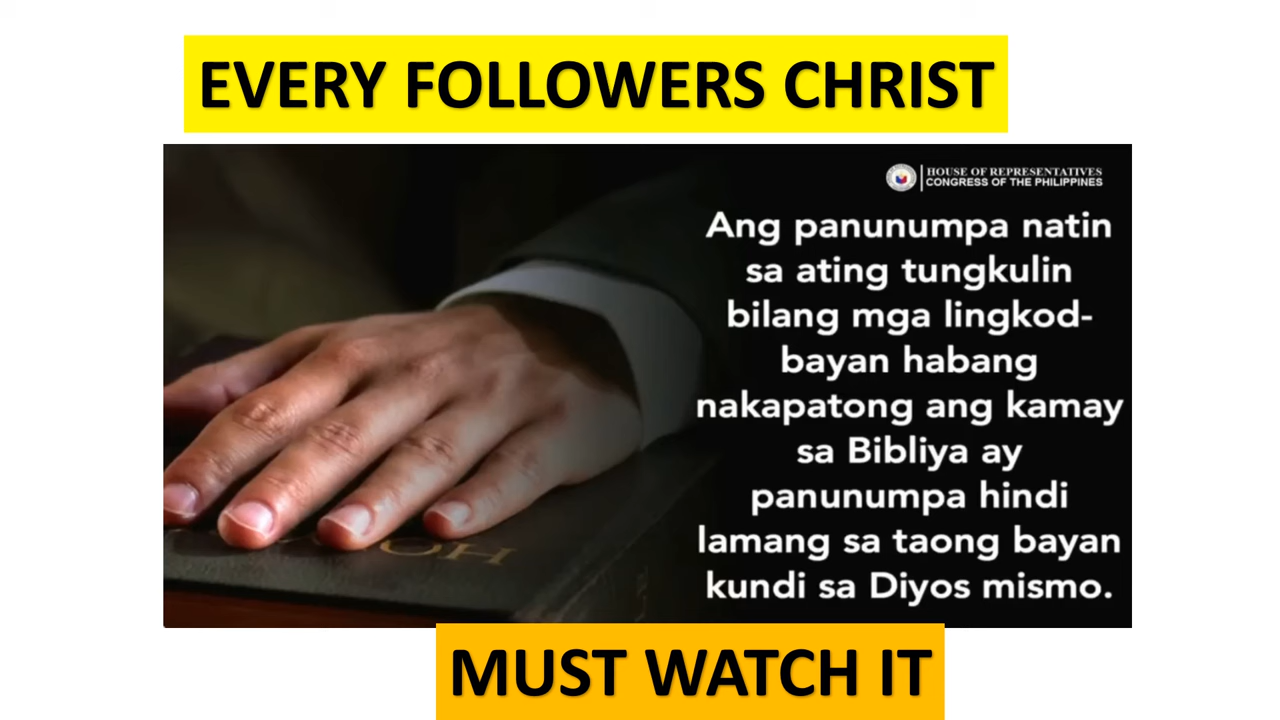 EVERY FOLLOWERS CHRIST
HOUSE OF REPRESENTATIVES
CONGRESS OF THE PHILIPPINES
Ang panunumpa natin
sa ating tungkulin
bilang mga lingkod-
bayan habang
nakapatong ang kamay
sa Bibliya ay
panunumpa hindi
lamang sa taong bayan
kundi sa Diyos mismo.
MUST WATCH IT